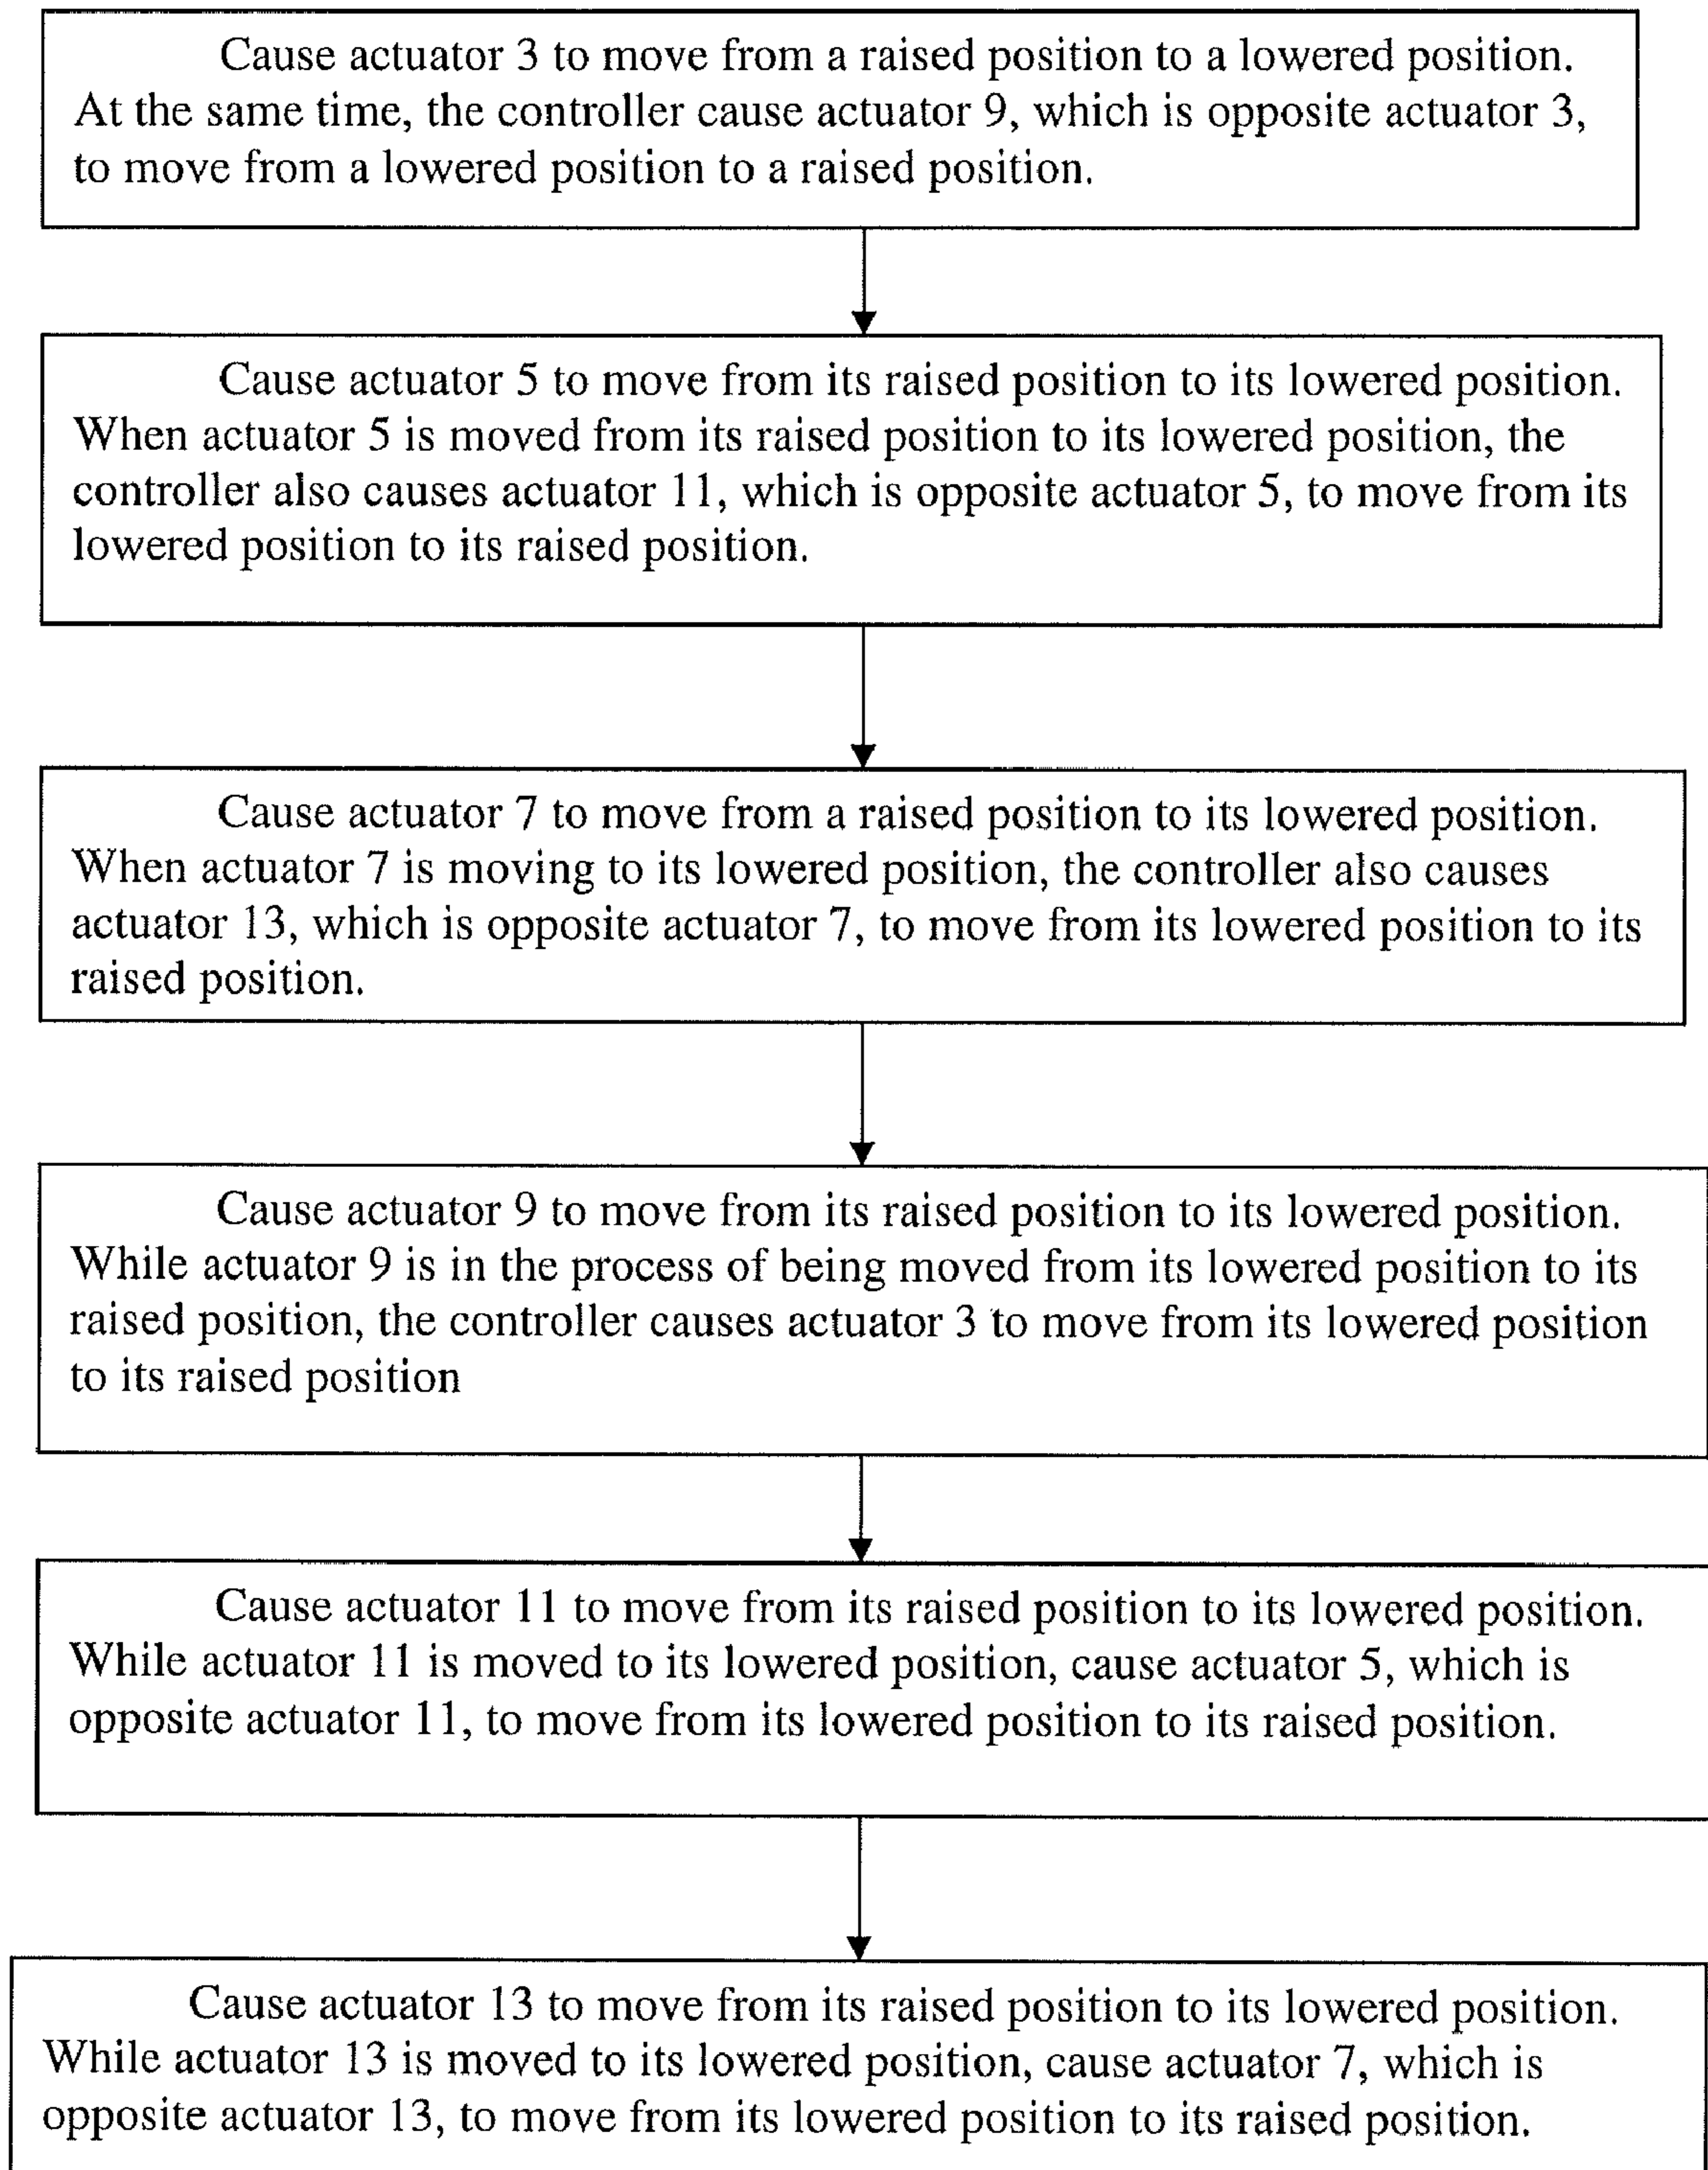 Cause actuator 3 to move from a raised position to a lowered position.
At the same time, the controller cause actuator 9, which is opposite actuator 3,
to move from a lowered position to a raised position.
Cause actuator 5 to move from its raised position to its lowered position.
When actuator 5 is moved from its raised position to its lowered position, the
controller also causes actuator 11, which is opposite actuator 5, to move from its
lowered position to its raised position.
Cause actuator 7 to move from a raised position to its lowered position.
When actuator 7 is moving to its lowered position, the controller also causes
actuator 13, which is opposite actuator 7, to move from its lowered position to its
raised position.
Cause actuator 9 to move from its raised position to its lowered position.
While actuator 9 is in the process of being moved from its lowered position to its
raised position, the controller causes actuator 3 to move from its lowered position
to its raised position
Cause actuator 11 to move from its raised position to its lowered position.
While actuator 11 is moved to its lowered position, cause actuator 5, which is
opposite actuator 11, to move from its lowered position to its raised position.
Cause actuator 13 to move from its raised position to its lowered position.
While actuator 13 is moved to its lowered position, cause actuator 7, which is
opposite actuator 13, to move from its lowered position to its raised position.